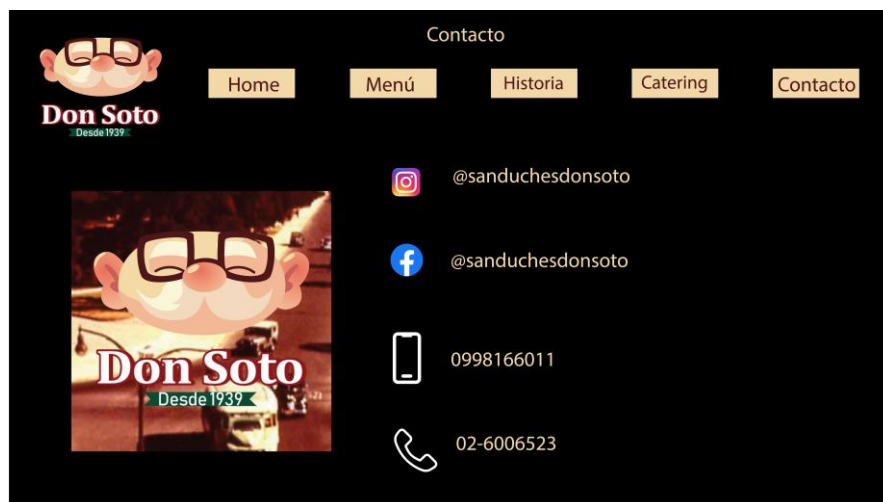 Contacto
Home
Menú
Historia
Catering
Contacto
Don Soto
Desde 1939
@sanduchesdonsoto
@sanduchesdonsoto
Don Soto
Desde 1939
0998166011
02-6006523